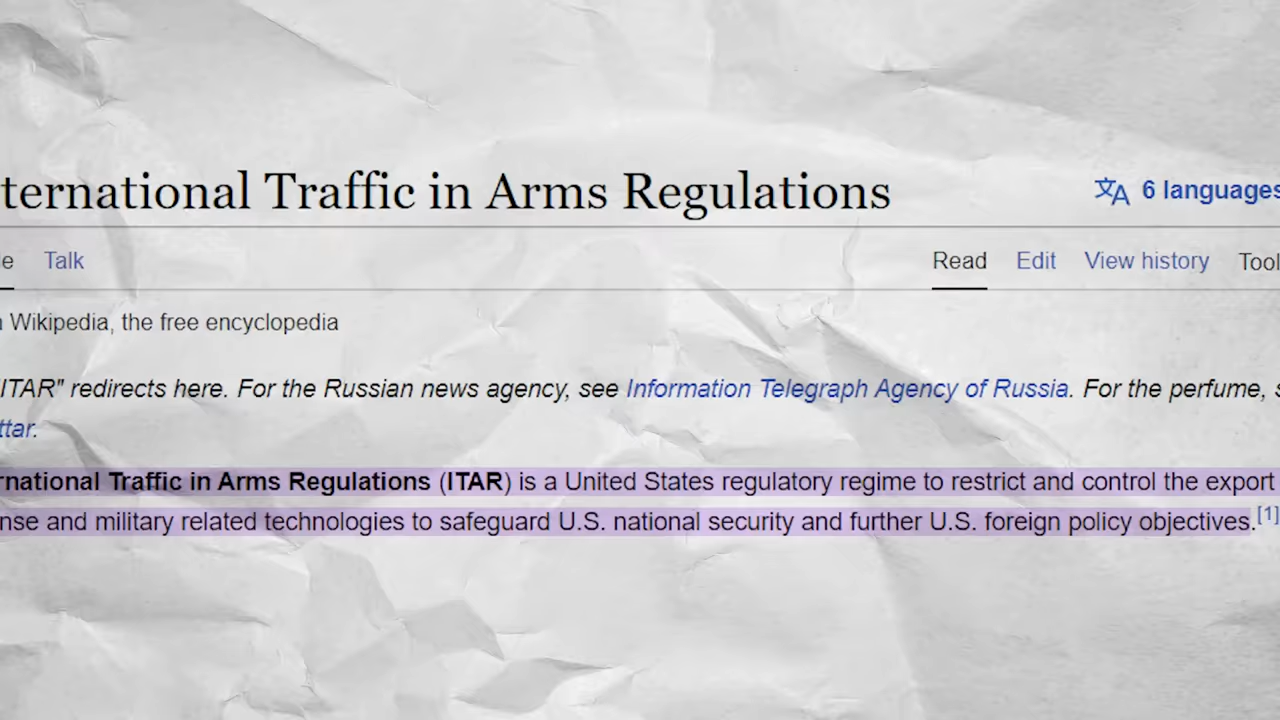 ternational Traffic in Arms Regulations
6 languages
e Talk
Read Edit View history Tool
Wikipedia, the free encyclopedia
ITAR" redirects here. For the Russian news agency, see Information Telegraph Agency of Russia. For the perfume, s
ttar.
rnational Traffic in Arms Regulations (ITAR) is a United States regulatory regime to restrict and control the export
nse and military related technologies to safeguard U.S. national security and further U.S. foreign policy objectives.[1]